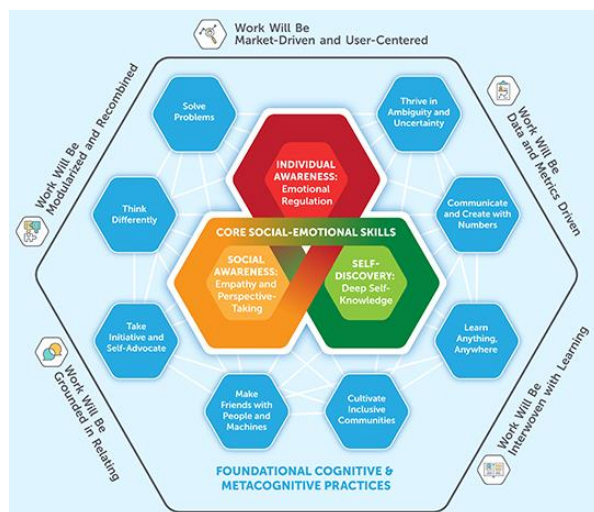 Work Will Be
Market-Driven and User-Centered
Work Will Be
Modularized and Recombined
Work Will Be
Data and Metrics Driven
Solve
Problems
Thrive in
Ambiguity and
Uncertainty
INDIVIDUAL
AWARENESS:
Emotional
Regulation
Think
Differently
Communicate
and Create with
Numbers
CORE SOCIAL-EMOTIONAL SKILLS
SOCIAL
AWARENESS:
Empathy and
Perspective-
Taking
SELF-
DISCOVERY:
Deep Self-
Knowledge
Take
Initiative and
Self-Advocate
Learn
Anything,
Anywhere
Make
Friends with
People and
Machines
Cultivate
Inclusive
Communities
Work Will Be
Grounded in Relating
Work Will Be
Interwoven with Learning
FOUNDATIONAL COGNITIVE &
METACOGNITIVE PRACTICES